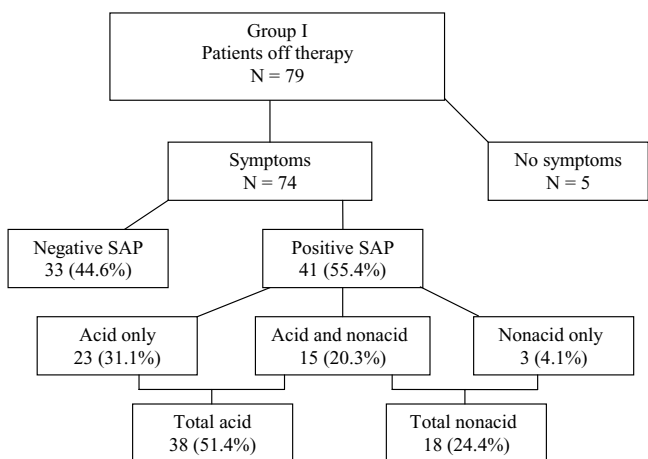 Group I
Patients off therapy
N = 79
Symptoms
N = 74
No symptoms
N = 5
Negative SAP
33 (44.6%)
Positive SAP
41 (55.4%)
Acid only
23 (31.1%)
Acid and nonacid
15 (20.3%)
Nonacid only
3 (4.1%)
Total acid
38 (51.4%)
Total nonacid
18 (24.4%)